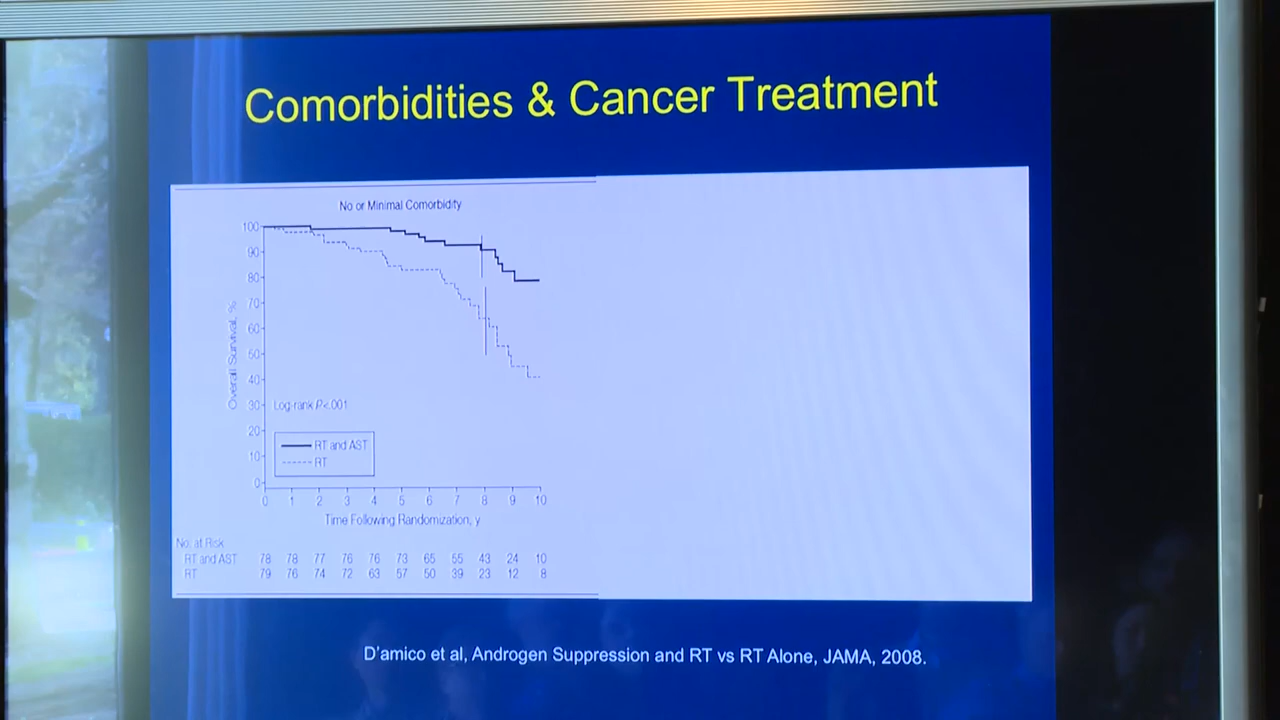 Comorbidities & Cancer Treatment
No or Minimal Comorbidity
100
90
80
70
60
50
40
30
20
10
0
Overall Survival, %
Log-rank P<.001
RT and AST
RT
0 1 2 3 4 5 6 7 8 9 10
Time Following Randomization, y
No. at Risk
RT and AST 78 78 77 76 76 73 65 55 43 24 10
RT 79 76 74 72 63 57 50 39 23 12 8
D'amico et al, Androgen Suppression and RT vs RT Alone, JAMA, 2008.